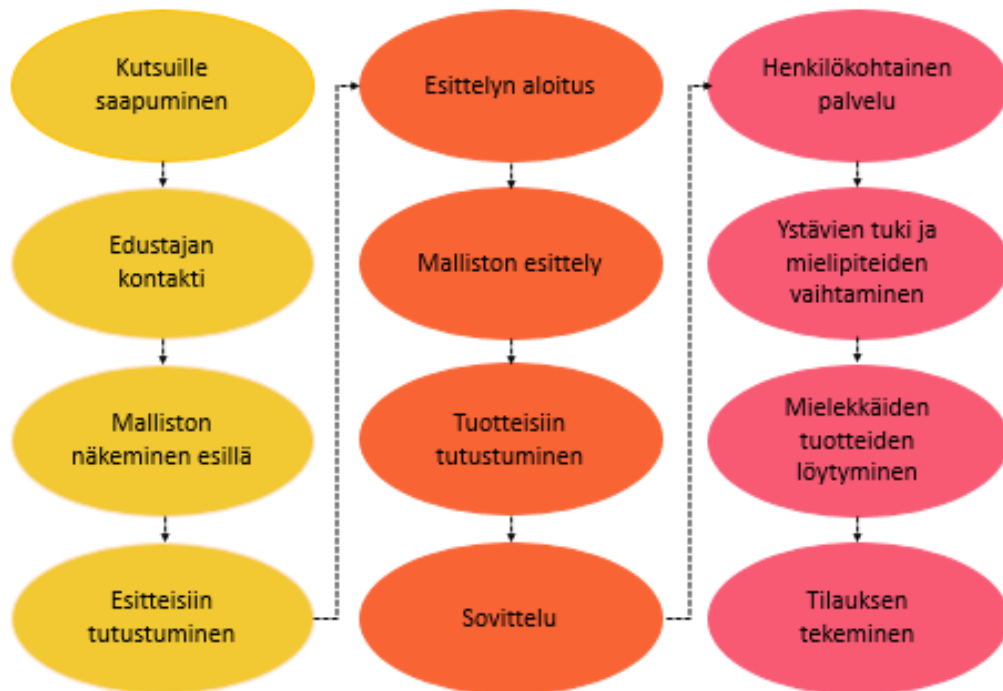 Kutsuille
saapuminen
Edustajan
kontakti
Malliston
näkeminen esillä
Esitteisiin
tutustuminen
Esittelyn aloitus
Malliston esittely
Tuotteisiin
tutustuminen
Sovittelu
Henkilökohtainen
palvelu
Ystävien tuki ja
mielipiteiden
vaihtaminen
Mielekkäiden
tuotteiden
löytyminen
Tilauksen
tekeminen